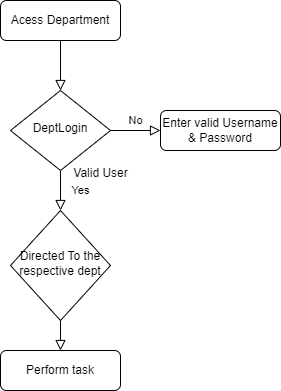 Acess Department
DeptLogin
No
Enter valid Username
& Password
Valid User
Yes
Directed To the
respective dept
Perform task